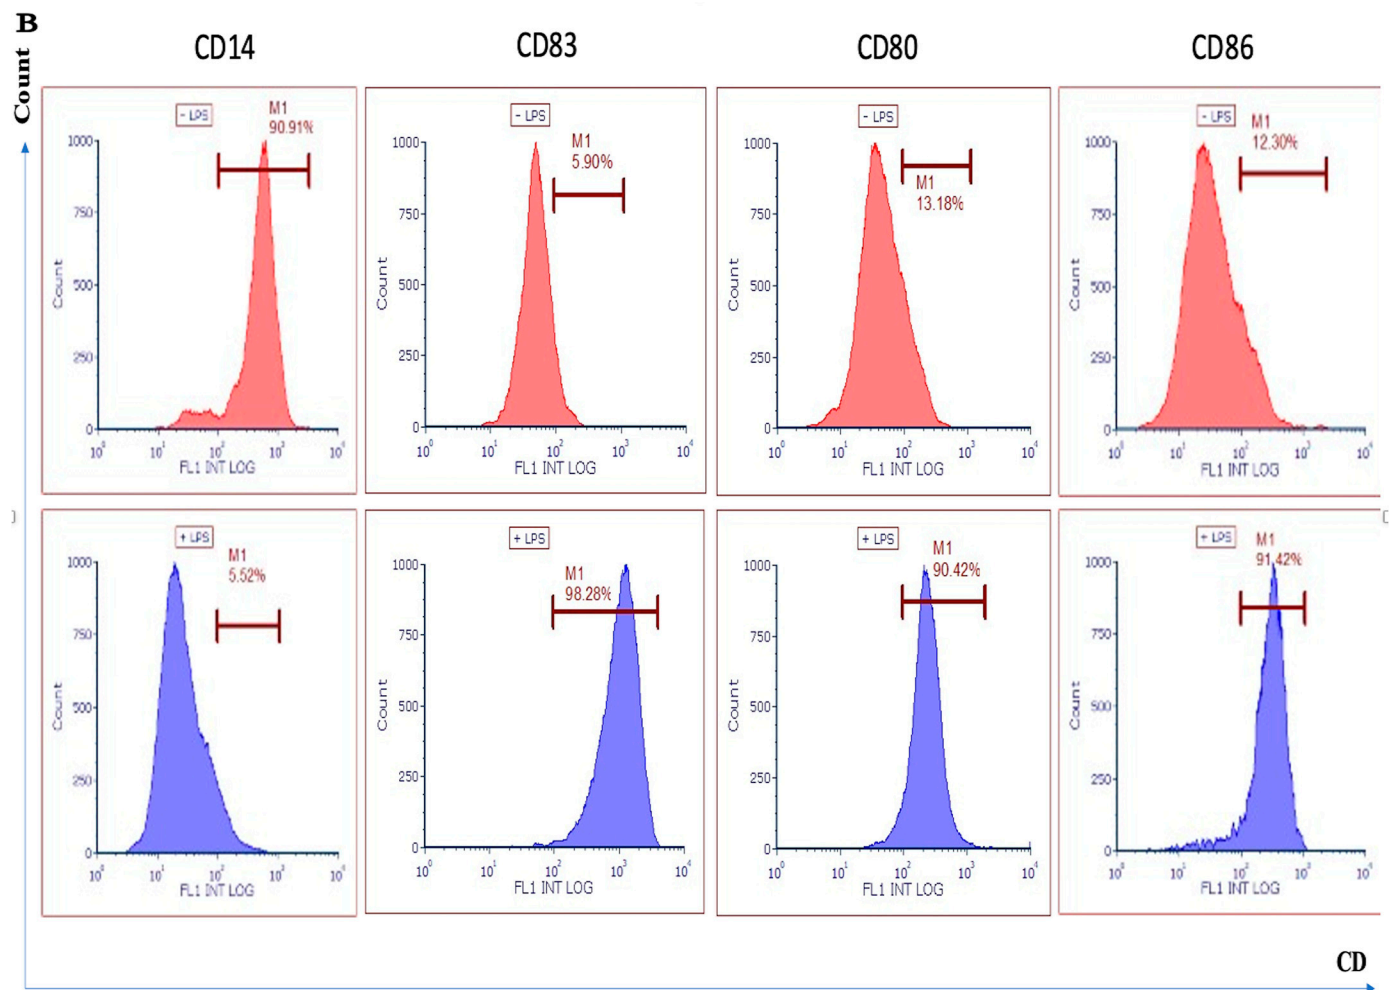 B
Count
CD14
CD83
CD80
CD86
- LPS
M1
90.91%
1000
750
500
250
0
Count
10⁰ 10¹ 10² 10³ 10⁴
FL1 INT LOG
- LPS
M1
5.90%
1000
750
500
250
0
Count
10⁰ 10¹ 10² 10³ 10⁴
FL1 INT LOG
- LPS
M1
13.18%
1000
750
500
250
0
Count
10⁰ 10¹ 10² 10³ 10⁴
FL1 INT LOG
- LPS
M1
12.30%
1000
750
500
250
0
Count
10⁰ 10¹ 10² 10³ 10⁴
FL1 INT LOG
+ LPS
M1
5.52%
1000
750
500
250
0
Count
10⁰ 10¹ 10² 10³ 10⁴
FL1 INT LOG
+ LPS
M1
98.28%
1000
750
500
250
0
Count
10⁰ 10¹ 10² 10³ 10⁴
FL1 INT LOG
+ LPS
M1
90.42%
1000
750
500
250
0
Count
10⁰ 10¹ 10² 10³ 10⁴
FL1 INT LOG
+ LPS
M1
91.42%
1000
750
500
250
0
Count
10⁰ 10¹ 10² 10³ 10⁴
FL1 INT LOG
CD